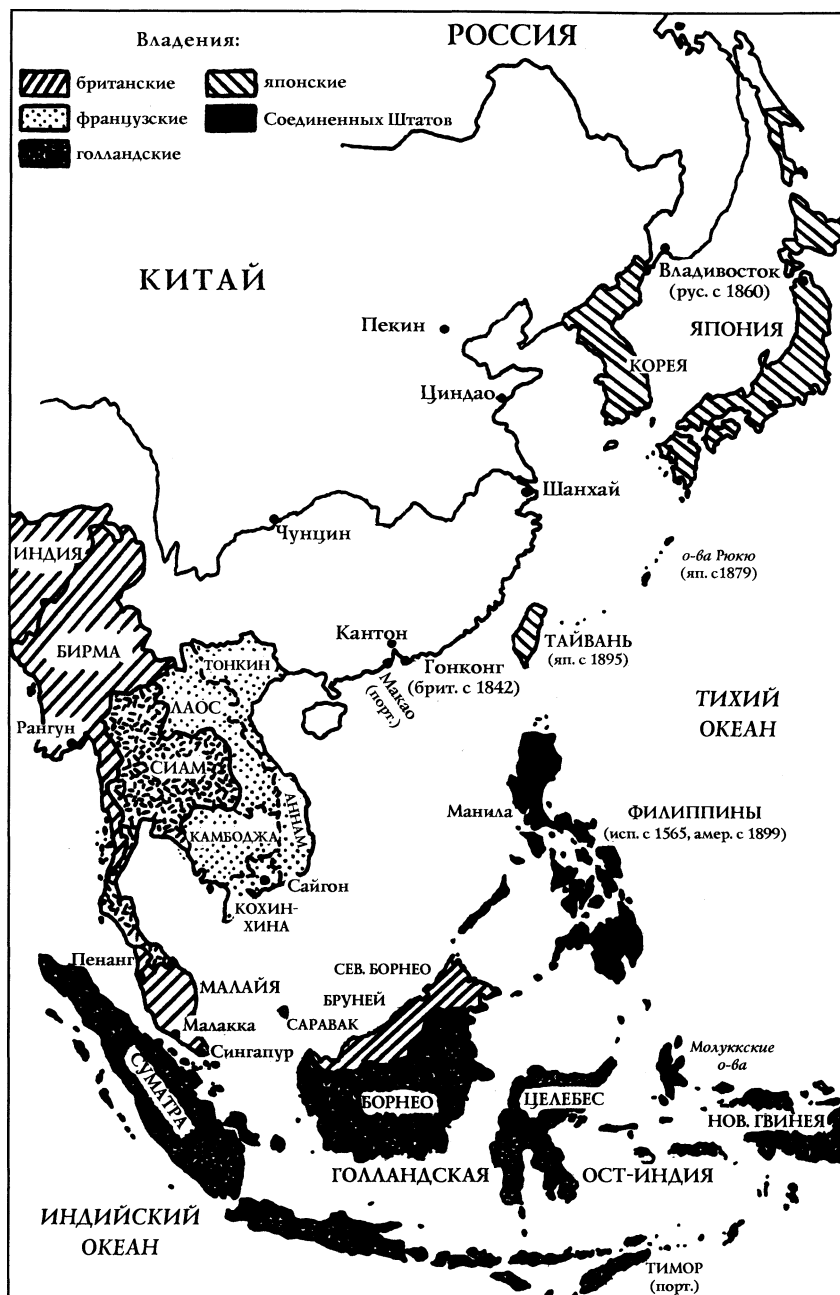 Владения:
британские
французские
голландские
японские
Соединенных Штатов
РОССИЯ
КИТАЙ
Владивосток
(рус. с 1860)
Пекин
ЯПОНИЯ
КОРЕЯ
Циндао
Шанхай
Чунцин
ИНДИЯ
о-ва Рюкю
(яп. с1879)
БИРМА
Кантон
ТОНКИН
Гонконг
(брит. с 1842)
Макао
(порт.)
ТАЙВАНЬ
(яп. с 1895)
ЛАОС
Рангун
ТИХИЙ
ОКЕАН
СИАМ
АННАМ
КАМБОДЖА
Манила
ФИЛИППИНЫ
(исп. с 1565, амер. с 1899)
Сайгон
КОХИН-
ХИНА
Пенанг
МАЛАЙЯ
СЕВ. БОРНЕО
БРУНЕЙ
САРАВАК
Малакка
Сингапур
СУМАТРА
БОРНЕО
ЦЕЛЕБЕС
Молуккские
о-ва
НОВ. ГВИНЕЯ
ГОЛЛАНДСКАЯ
ОСТ-ИНДИЯ
ИНДИЙСКИЙ
ОКЕАН
ТИМОР
(порт.)